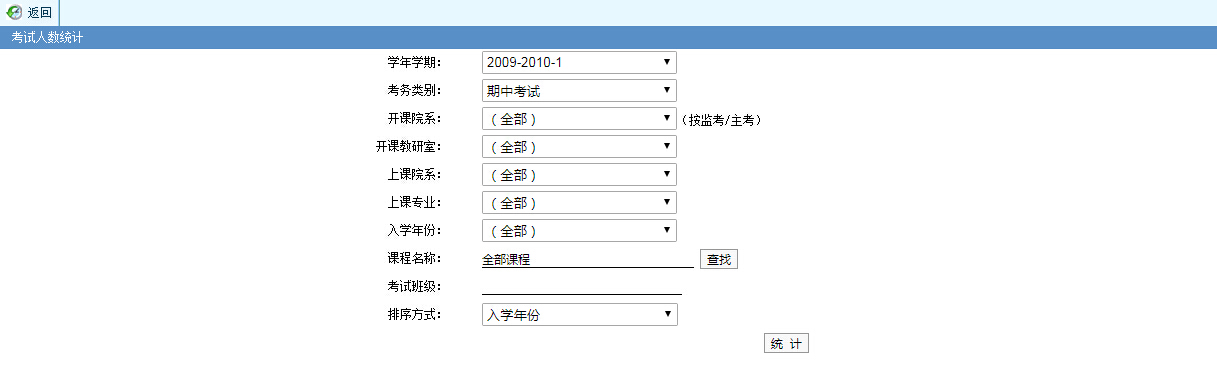 返回
考试人数统计
学年学期： 2009-2010-1
考务类别： 期中考试
开课院系： （全部） （按监考/主考）
开课教研室： （全部）
上课院系： （全部）
上课专业： （全部）
入学年份： （全部）
课程名称： 全部课程 查找
考试班级：
排序方式： 入学年份
统 计